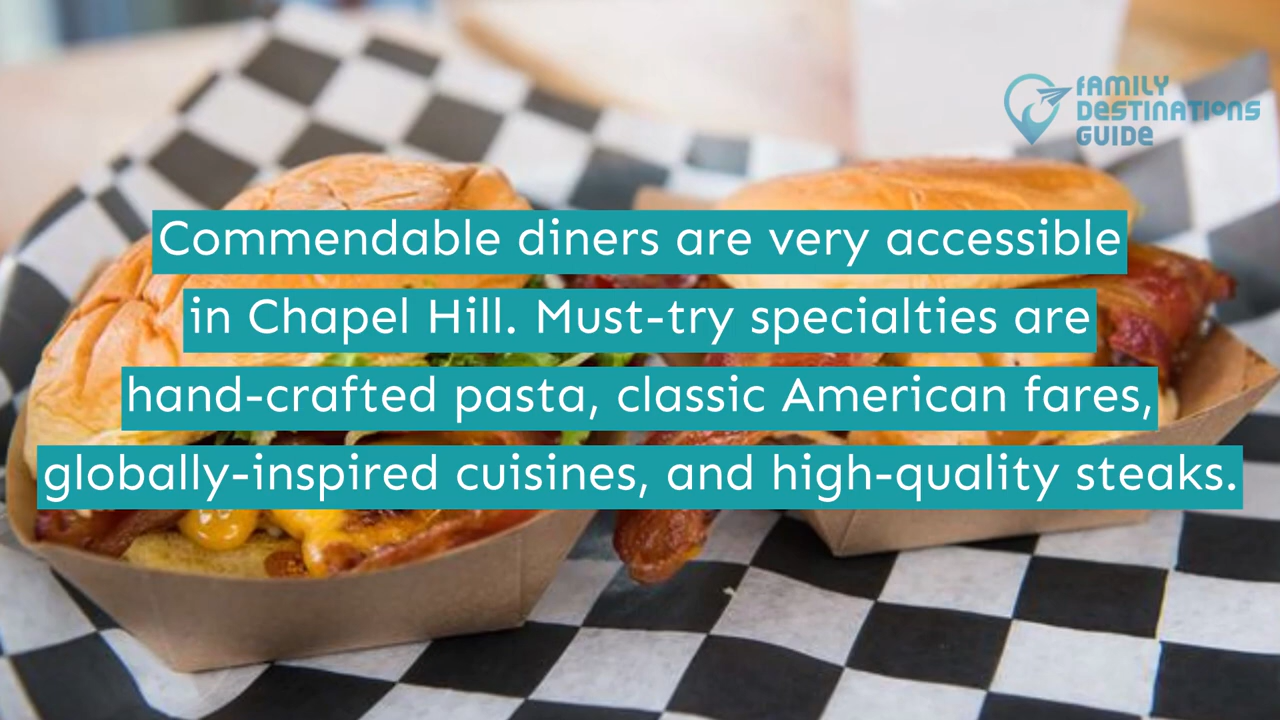 FAMILY
DESTINATIONS
GUIDE
Commendable diners are very accessible
in Chapel Hill. Must-try specialties are
hand-crafted pasta, classic American fares,
globally-inspired cuisines, and high-quality steaks.